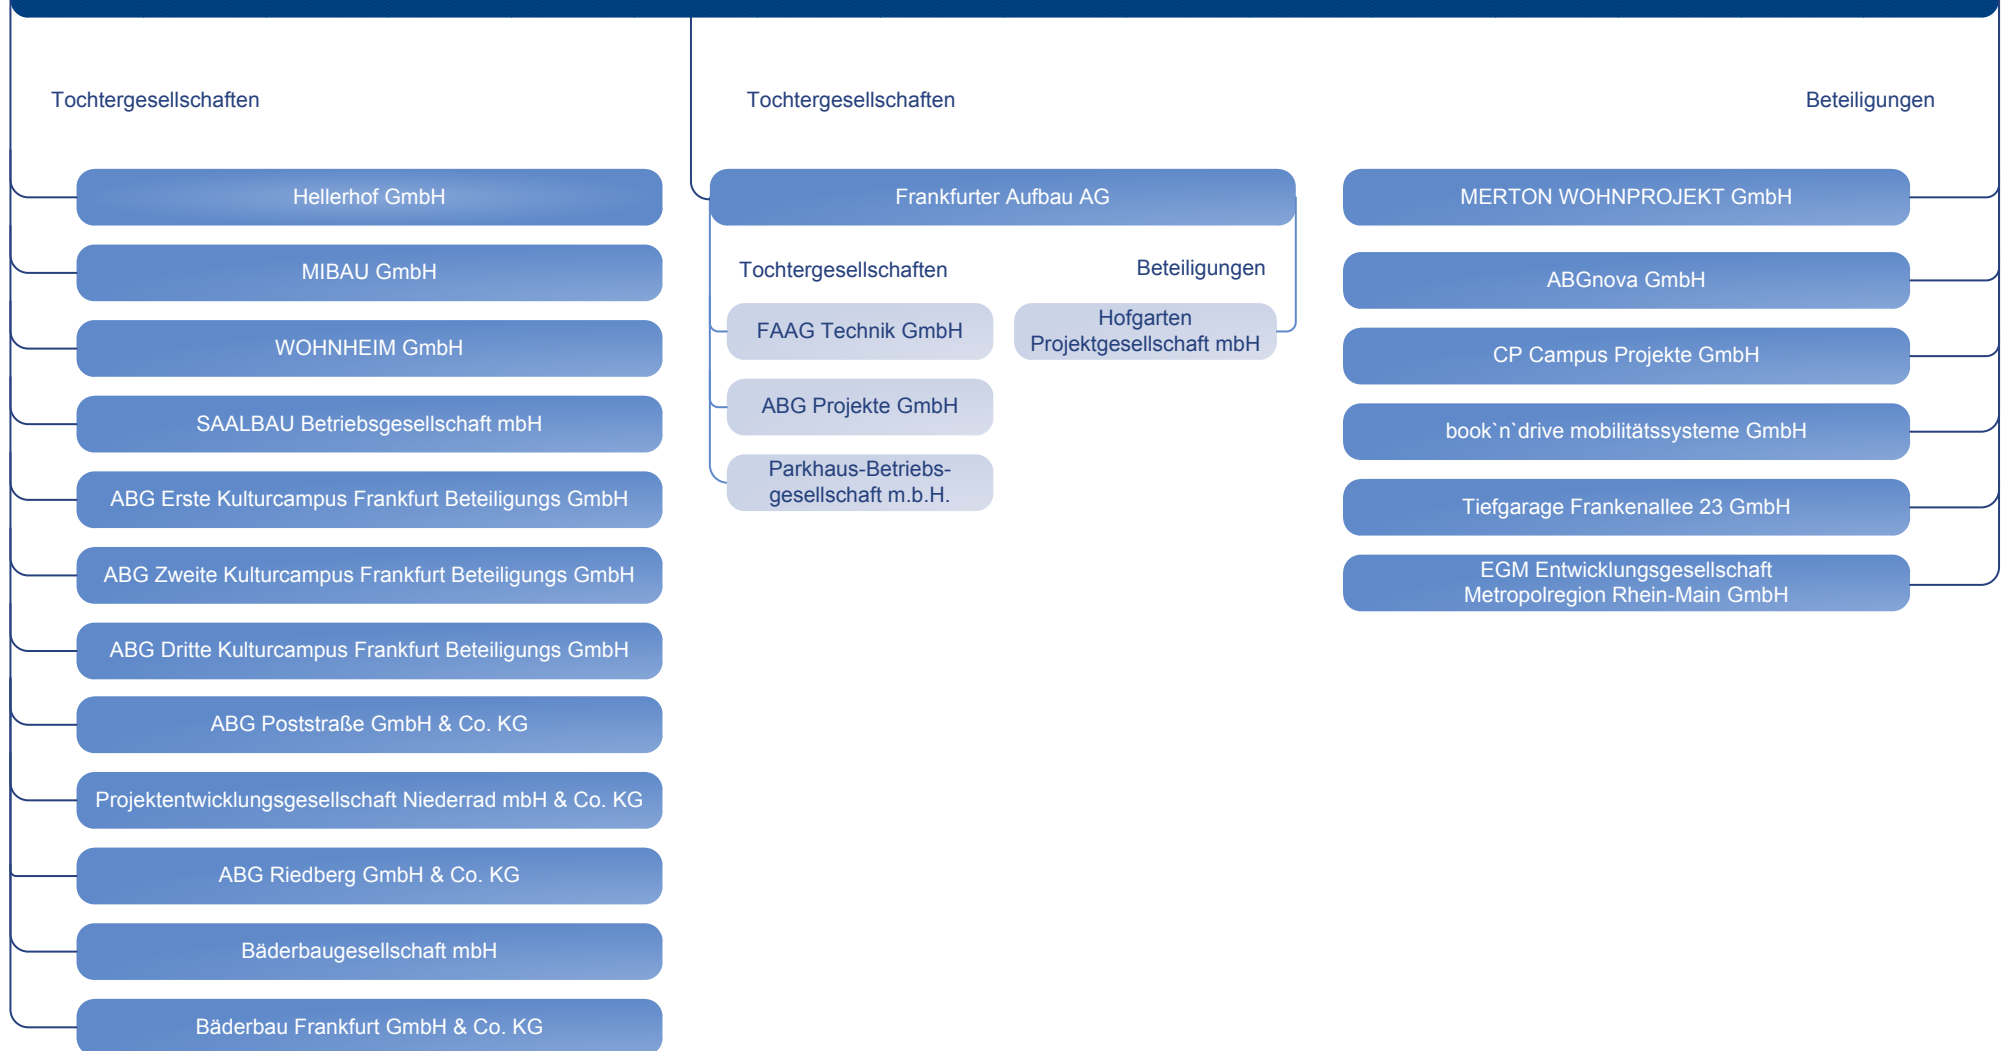 Tochtergesellschaften
Hellerhof GmbH
MIBAU GmbH
WOHNHEIM GmbH
SAALBAU Betriebsgesellschaft mbH
ABG Erste Kulturcampus Frankfurt Beteiligungs GmbH
ABG Zweite Kulturcampus Frankfurt Beteiligungs GmbH
ABG Dritte Kulturcampus Frankfurt Beteiligungs GmbH
ABG Poststraße GmbH & Co. KG
Projektentwicklungsgesellschaft Niederrad mbH & Co. KG
ABG Riedberg GmbH & Co. KG
Bäderbaugesellschaft mbH
Bäderbau Frankfurt GmbH & Co. KG
Tochtergesellschaften
Frankfurter Aufbau AG
Tochtergesellschaften
FAAG Technik GmbH
ABG Projekte GmbH
Parkhaus-Betriebs-
gesellschaft m.b.H.
Beteiligungen
Hofgarten
Projektgesellschaft mbH
Beteiligungen
MERTON WOHNPROJEKT GmbH
ABGnova GmbH
CP Campus Projekte GmbH
book`n`drive mobilitätssysteme GmbH
Tiefgarage Frankenallee 23 GmbH
EGM Entwicklungsgesellschaft
Metropolregion Rhein-Main GmbH